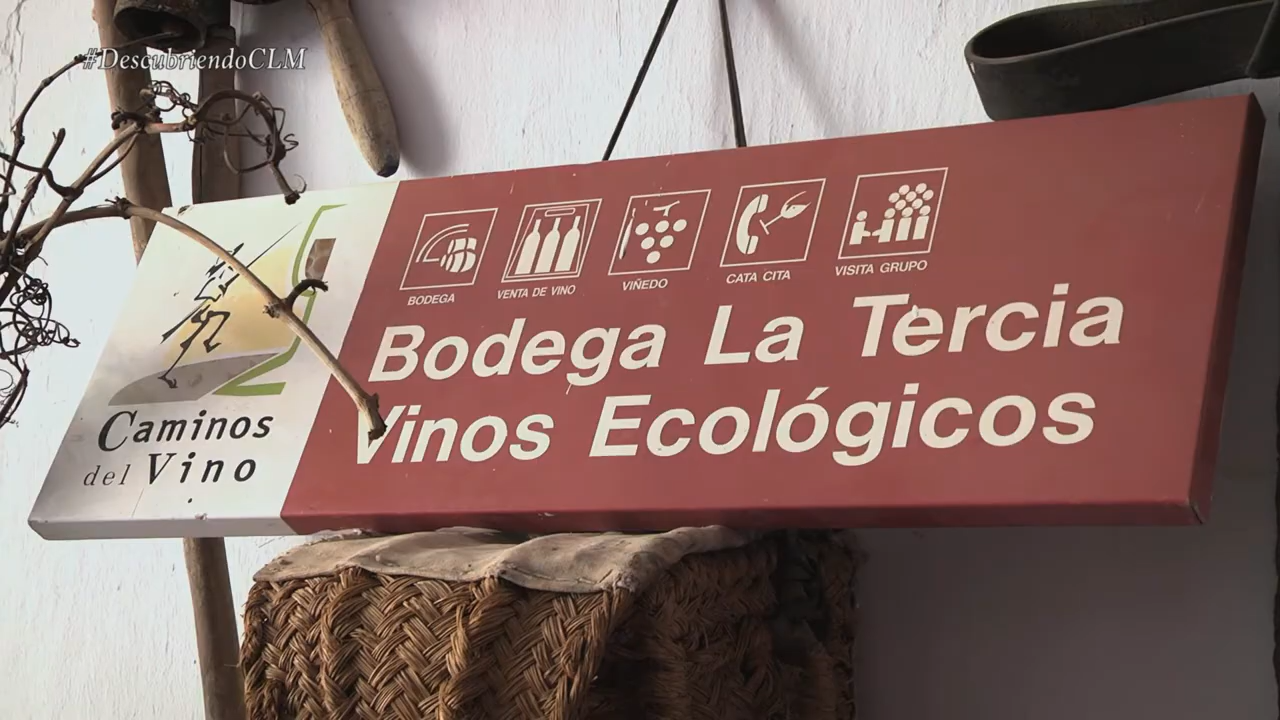 #DescubriendoCLM
BODEGA
VENTA DE VINO
VIÑEDO
CATA CITA
VISITA GRUPO
Bodega La Tercia
Vinos Ecológicos
Caminos
del Vino